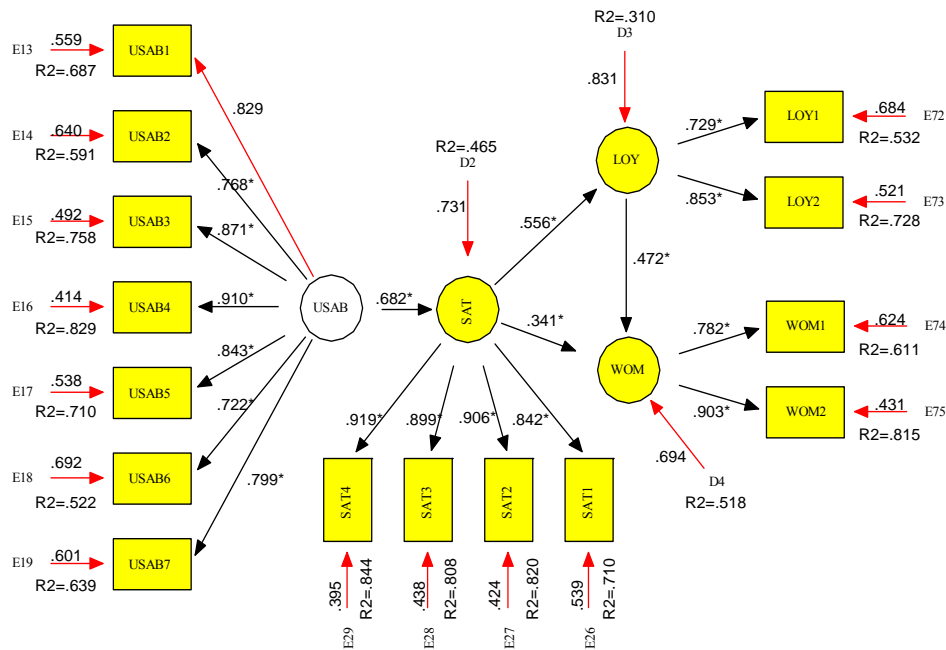 E13
.559
R2=.687
USAB1
E14
.640
R2=.591
USAB2
E15
.492
R2=.758
USAB3
E16
.414
R2=.829
USAB4
E17
.538
R2=.710
USAB5
E18
.692
R2=.522
USAB6
E19
.601
R2=.639
USAB7
.829
.768*
.871*
.910*
.843*
.722*
.799*
USAB
.682*
R2=.465
D2
.731
SAT
.919*
.899*
.906*
.842*
SAT4
SAT3
SAT2
SAT1
.395
R2=.844
E29
.438
R2=.808
E28
.424
R2=.820
E27
.539
R2=.710
E26
.556*
.341*
R2=.310
D3
.831
LOY
.472*
WOM
.694
D4
R2=.518
.729*
.853*
LOY1
.684
E72
R2=.532
LOY2
.521
E73
R2=.728
.782*
.903*
WOM1
.624
E74
R2=.611
WOM2
.431
E75
R2=.815